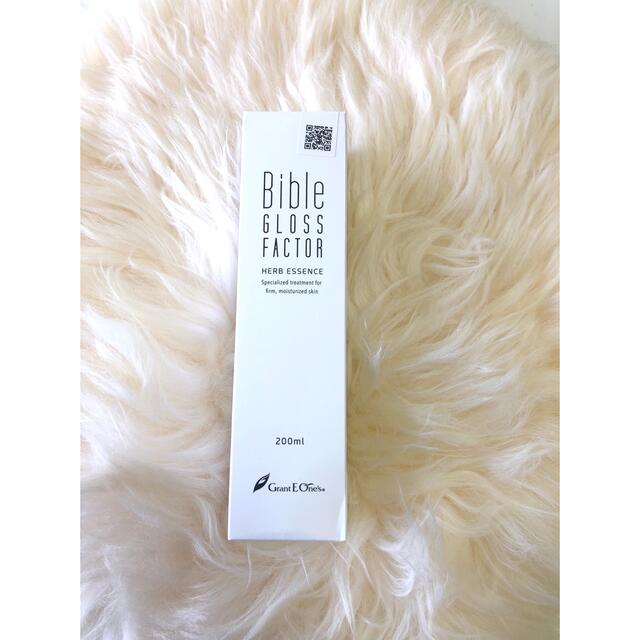 Bible
GLOSS
FACTOR
HERB ESSENCE
Specialized treatment for
firm, moisturized skin
200ml
Grant E One's®